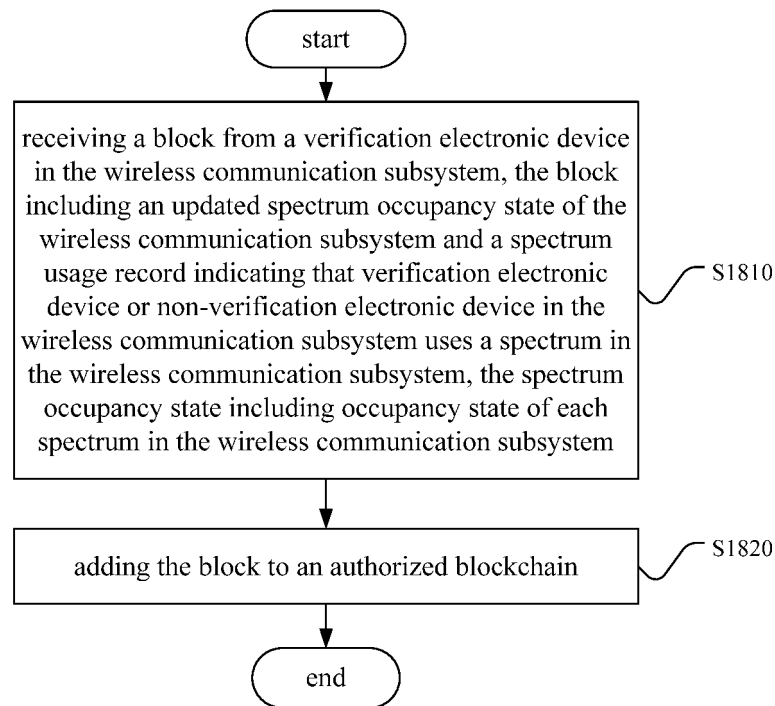 start
receiving a block from a verification electronic device
in the wireless communication subsystem, the block
including an updated spectrum occupancy state of the
wireless communication subsystem and a spectrum
usage record indicating that verification electronic
device or non-verification electronic device in the
wireless communication subsystem uses a spectrum in
the wireless communication subsystem, the spectrum
occupancy state including occupancy state of each
spectrum in the wireless communication subsystem
S1810
adding the block to an authorized blockchain
S1820
end